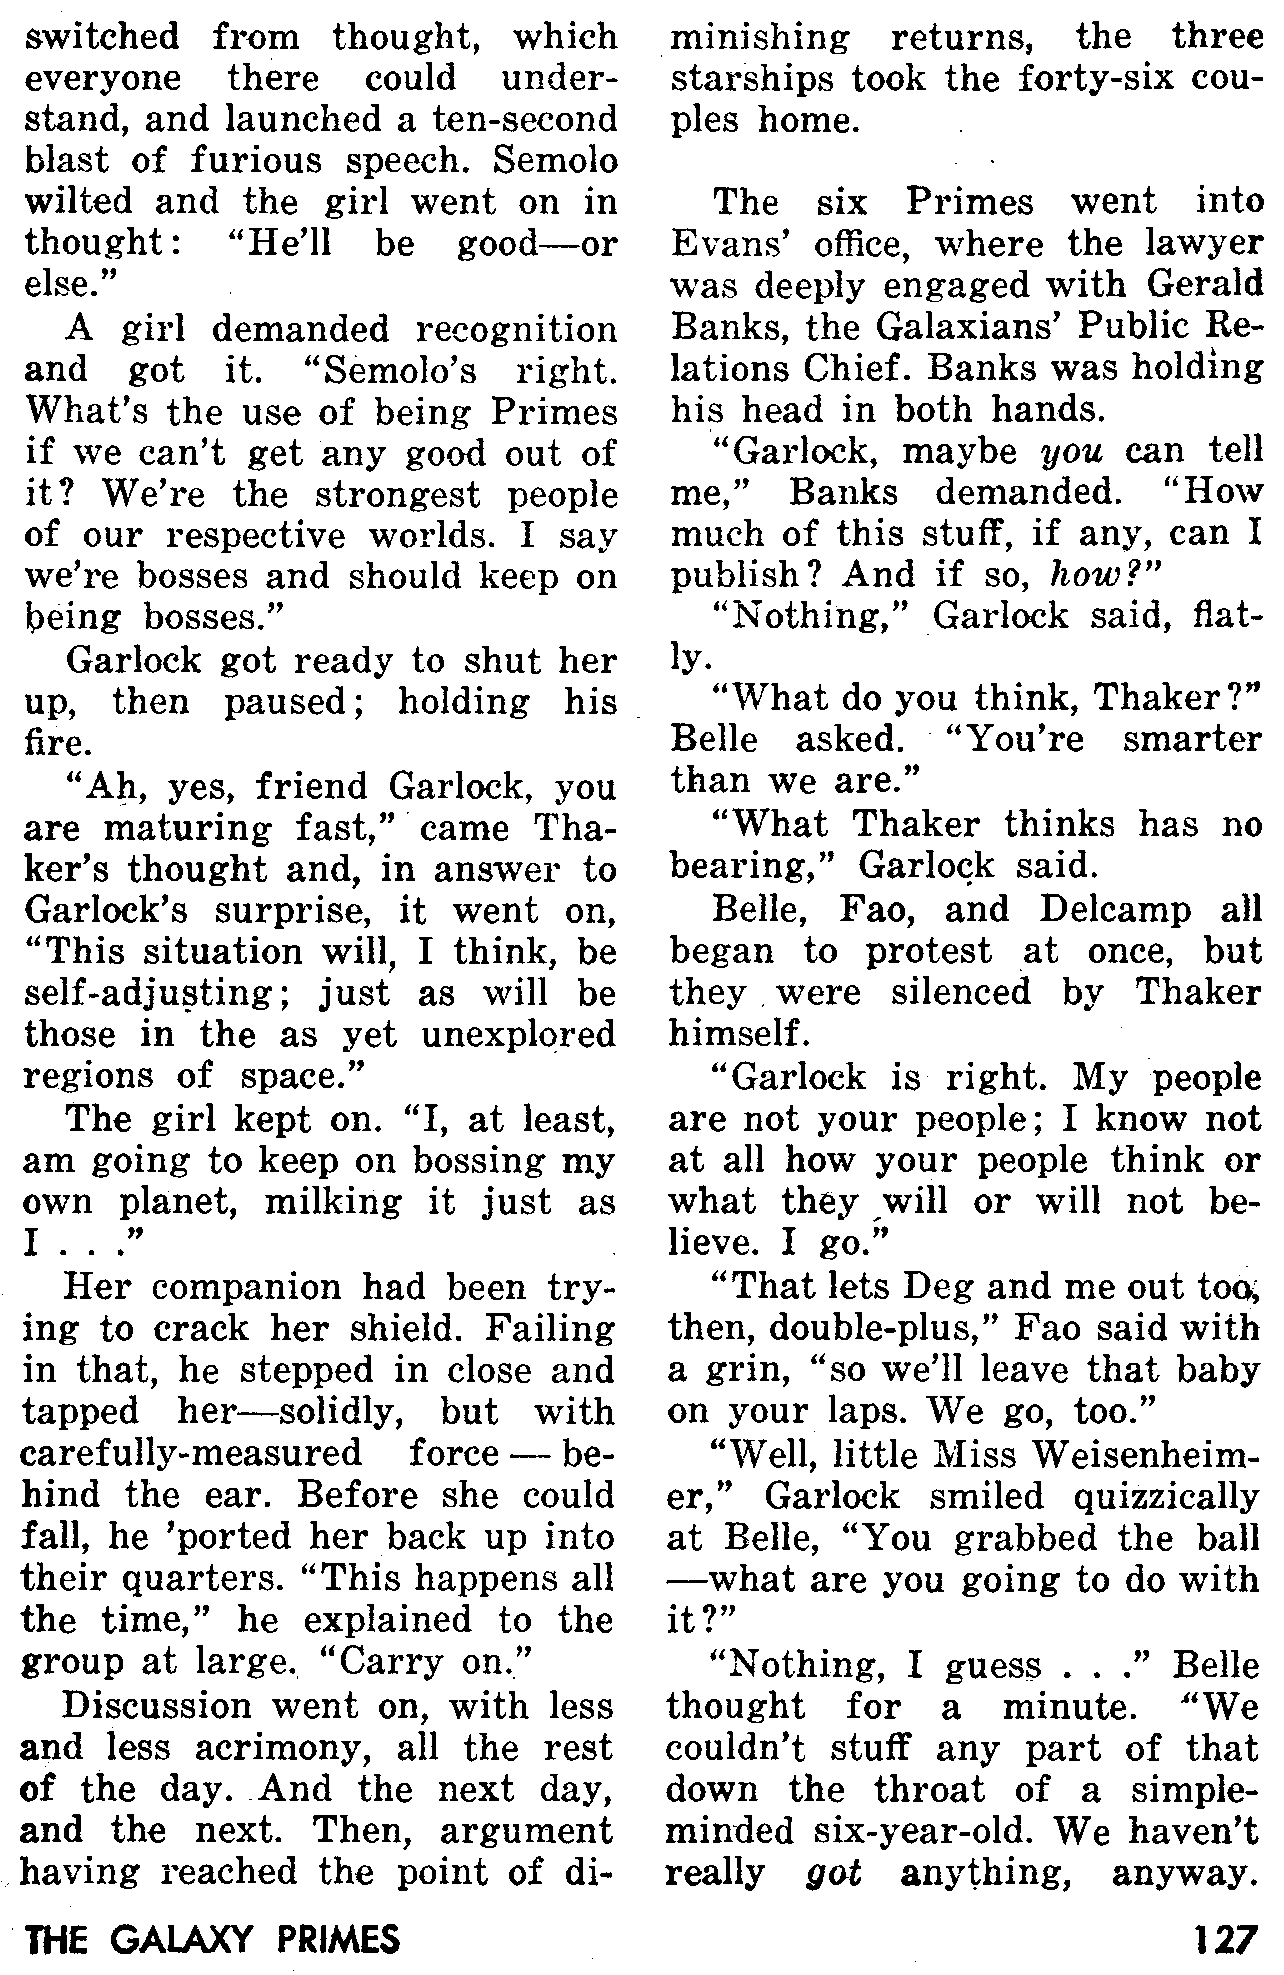 switched from thought, which
everyone there could under-
stand, and launched a ten-second
blast of furious speech. Semolo
wilted and the girl went on in
thought: “He’ll be good—or
else.”
A girl demanded recognition
and got it. “Semolo’s right.
What’s the use of being Primes
if we can’t get any good out of
it? We’re the strongest people
of our respective worlds. I say
we’re bosses and should keep on
being bosses.”
Garlock got ready to shut her
up, then paused; holding his
fire.
“Ah, yes, friend Garlock, you
are maturing fast,” came Tha-
ker’s thought and, in answer to
Garlock’s surprise, it went on,
“This situation will, I think, be
self-adjusting; just as will be
those in the as yet unexplored
regions of space.”
The girl kept on. “I, at least,
am going to keep on bossing my
own planet, milking it just as
I . . .”
Her companion had been try-
ing to crack her shield. Failing
in that, he stepped in close and
tapped her—solidly, but with
carefully-measured force — be-
hind the ear. Before she could
fall, he ’ported her back up into
their quarters. “This happens all
the time,” he explained to the
group at large. “Carry on.”
Discussion went on, with less
and less acrimony, all the rest
of the day. And the next day,
and the next. Then, argument
having reached the point of di-
minishing returns, the three
starships took the forty-six cou-
ples home.
The six Primes went into
Evans’ office, where the lawyer
was deeply engaged with Gerald
Banks, the Galaxians’ Public Re-
lations Chief. Banks was holding
his head in both hands.
“Garlock, maybe you can tell
me,” Banks demanded. “How
much of this stuff, if any, can I
publish? And if so, how?”
“Nothing,” Garlock said, flat-
ly.
“What do you think, Thaker?”
Belle asked. “You’re smarter
than we are.”
“What Thaker thinks has no
bearing,” Garlock said.
Belle, Fao, and Delcamp all
began to protest at once, but
they were silenced by Thaker
himself.
“Garlock is right. My people
are not your people; I know not
at all how your people think or
what they will or will not be-
lieve. I go.”
“That lets Deg and me out too,
then, double-plus,” Fao said with
a grin, “so we’ll leave that baby
on your laps. We go, too.”
“Well, little Miss Weisenheim-
er,” Garlock smiled quizzically
at Belle, “You grabbed the ball
—what are you going to do with
it?”
“Nothing, I guess . . .” Belle
thought for a minute. “We
couldn’t stuff any part of that
down the throat of a simple-
minded six-year-old. We haven’t
really got anything, anyway.
THE GALAXY PRIMES 127